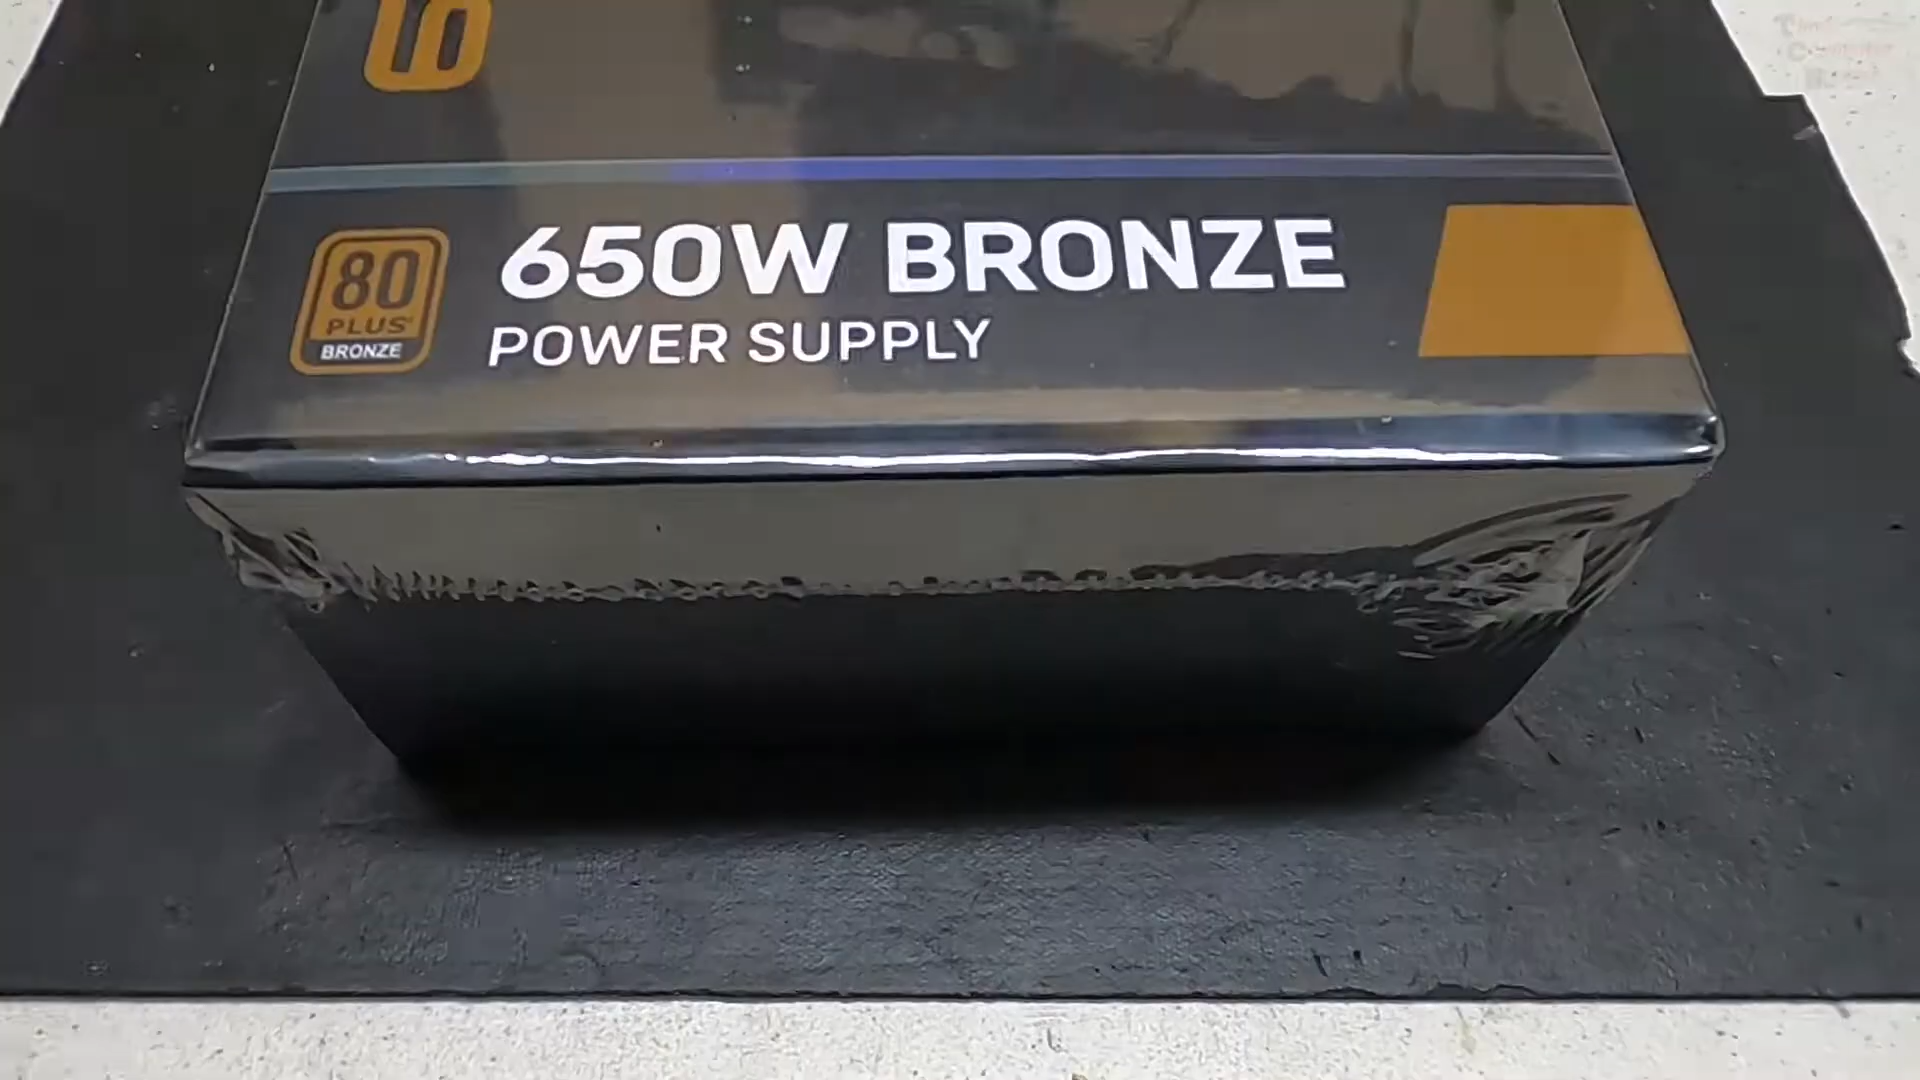 80
PLUS
BRONZE
650W BRONZE
POWER SUPPLY